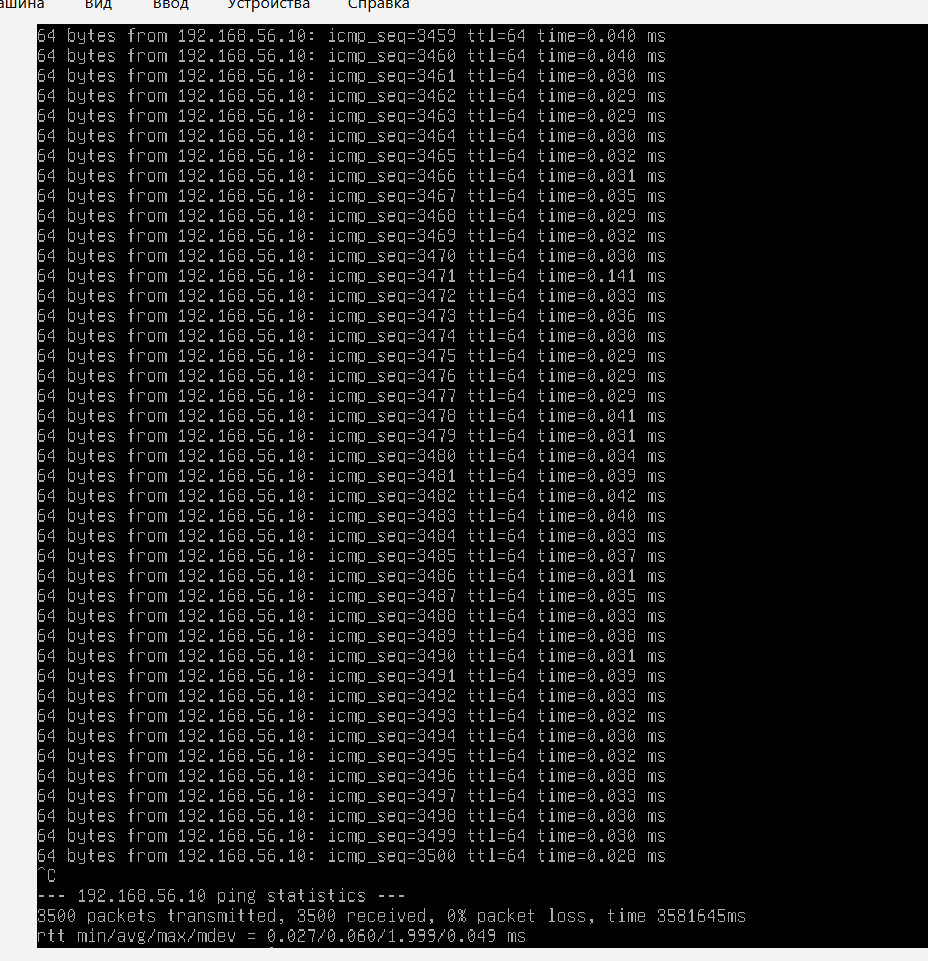 Вид Ввод Устройства Справка
64 bytes from 192.168.56.10: icmp_seq=3459 ttl=64 time=0.040 ms
64 bytes from 192.168.56.10: icmp_seq=3460 ttl=64 time=0.040 ms
64 bytes from 192.168.56.10: icmp_seq=3461 ttl=64 time=0.030 ms
64 bytes from 192.168.56.10: icmp_seq=3462 ttl=64 time=0.029 ms
64 bytes from 192.168.56.10: icmp_seq=3463 ttl=64 time=0.029 ms
64 bytes from 192.168.56.10: icmp_seq=3464 ttl=64 time=0.030 ms
64 bytes from 192.168.56.10: icmp_seq=3465 ttl=64 time=0.032 ms
64 bytes from 192.168.56.10: icmp_seq=3466 ttl=64 time=0.031 ms
64 bytes from 192.168.56.10: icmp_seq=3467 ttl=64 time=0.035 ms
64 bytes from 192.168.56.10: icmp_seq=3468 ttl=64 time=0.029 ms
64 bytes from 192.168.56.10: icmp_seq=3469 ttl=64 time=0.032 ms
64 bytes from 192.168.56.10: icmp_seq=3470 ttl=64 time=0.030 ms
64 bytes from 192.168.56.10: icmp_seq=3471 ttl=64 time=0.141 ms
64 bytes from 192.168.56.10: icmp_seq=3472 ttl=64 time=0.033 ms
64 bytes from 192.168.56.10: icmp_seq=3473 ttl=64 time=0.036 ms
64 bytes from 192.168.56.10: icmp_seq=3474 ttl=64 time=0.030 ms
64 bytes from 192.168.56.10: icmp_seq=3475 ttl=64 time=0.029 ms
64 bytes from 192.168.56.10: icmp_seq=3476 ttl=64 time=0.029 ms
64 bytes from 192.168.56.10: icmp_seq=3477 ttl=64 time=0.029 ms
64 bytes from 192.168.56.10: icmp_seq=3478 ttl=64 time=0.041 ms
64 bytes from 192.168.56.10: icmp_seq=3479 ttl=64 time=0.031 ms
64 bytes from 192.168.56.10: icmp_seq=3480 ttl=64 time=0.034 ms
64 bytes from 192.168.56.10: icmp_seq=3481 ttl=64 time=0.039 ms
64 bytes from 192.168.56.10: icmp_seq=3482 ttl=64 time=0.042 ms
64 bytes from 192.168.56.10: icmp_seq=3483 ttl=64 time=0.040 ms
64 bytes from 192.168.56.10: icmp_seq=3484 ttl=64 time=0.033 ms
64 bytes from 192.168.56.10: icmp_seq=3485 ttl=64 time=0.037 ms
64 bytes from 192.168.56.10: icmp_seq=3486 ttl=64 time=0.031 ms
64 bytes from 192.168.56.10: icmp_seq=3487 ttl=64 time=0.035 ms
64 bytes from 192.168.56.10: icmp_seq=3488 ttl=64 time=0.033 ms
64 bytes from 192.168.56.10: icmp_seq=3489 ttl=64 time=0.038 ms
64 bytes from 192.168.56.10: icmp_seq=3490 ttl=64 time=0.031 ms
64 bytes from 192.168.56.10: icmp_seq=3491 ttl=64 time=0.039 ms
64 bytes from 192.168.56.10: icmp_seq=3492 ttl=64 time=0.033 ms
64 bytes from 192.168.56.10: icmp_seq=3493 ttl=64 time=0.032 ms
64 bytes from 192.168.56.10: icmp_seq=3494 ttl=64 time=0.030 ms
64 bytes from 192.168.56.10: icmp_seq=3495 ttl=64 time=0.032 ms
64 bytes from 192.168.56.10: icmp_seq=3496 ttl=64 time=0.038 ms
64 bytes from 192.168.56.10: icmp_seq=3497 ttl=64 time=0.033 ms
64 bytes from 192.168.56.10: icmp_seq=3498 ttl=64 time=0.030 ms
64 bytes from 192.168.56.10: icmp_seq=3499 ttl=64 time=0.030 ms
64 bytes from 192.168.56.10: icmp_seq=3500 ttl=64 time=0.028 ms
^C
--- 192.168.56.10 ping statistics ---
3500 packets transmitted, 3500 received, 0% packet loss, time 3581645ms
rtt min/avg/max/mdev = 0.027/0.060/1.999/0.049 ms